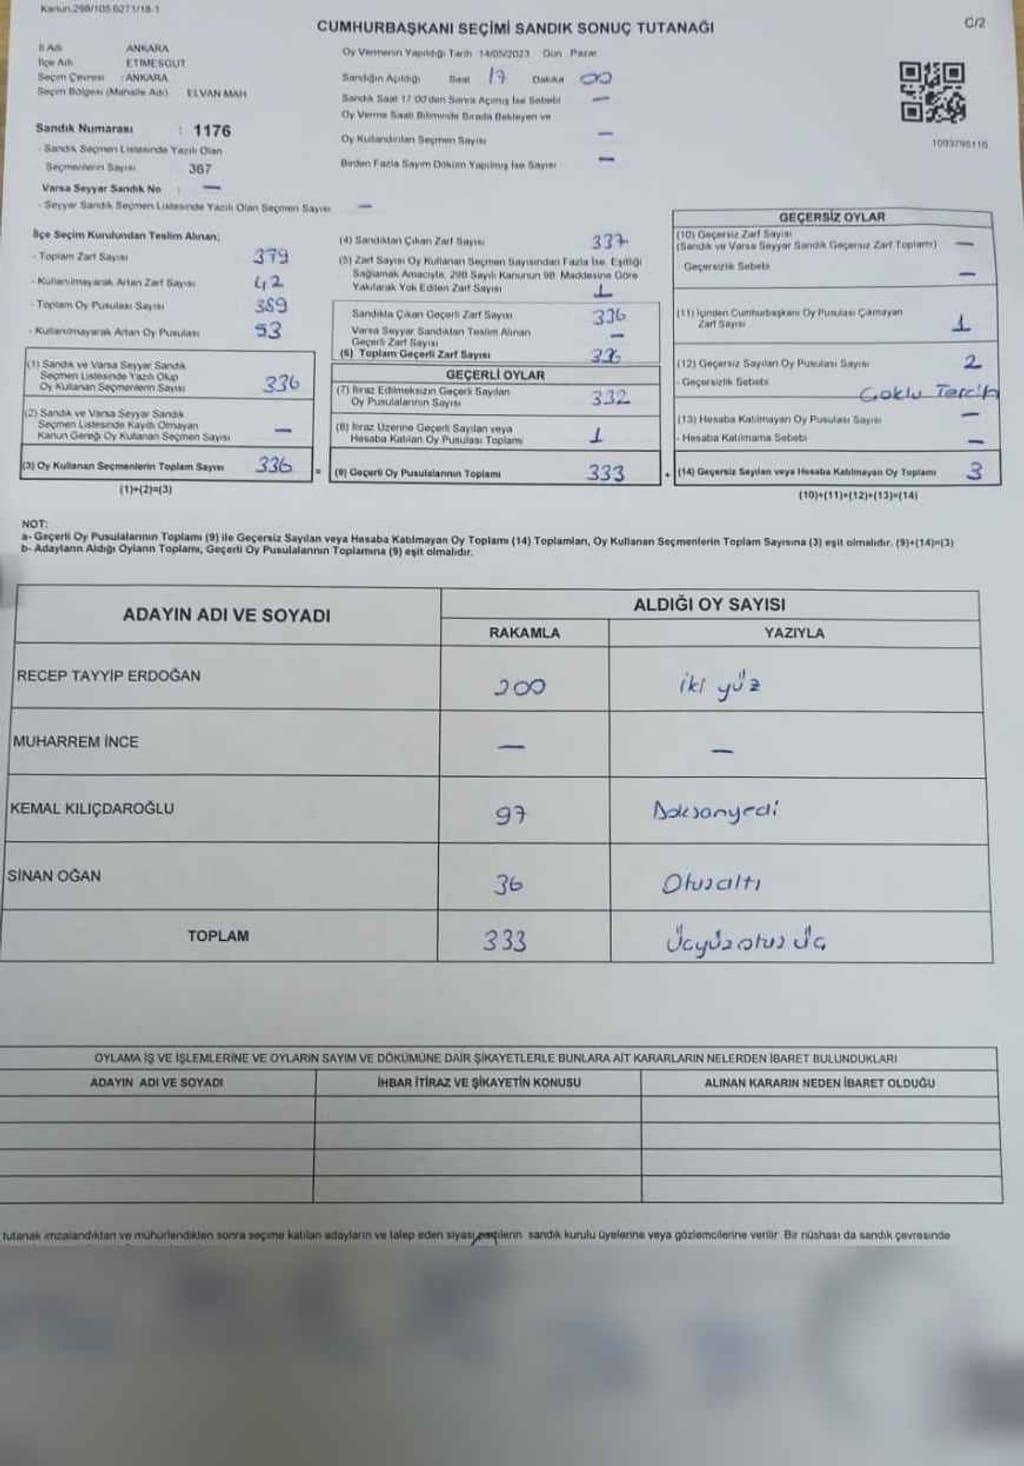 Kanun.298/105.6271/18-1
C/2
CUMHURBAŞKANI SEÇİMİ SANDIK SONUÇ TUTANAĞI
İl Adı ANKARA
İlçe Adı ETİMESGUT
Seçim Çevresi : ANKARA
Seçim Bölgesi (Mahalle Adı) ELVAN MAH
Sandık Numarası : 1176
- Sandık Seçmen Listesinde Yazılı Olan
Seçmenlerin Sayısı 367
Varsa Seyyar Sandık No : —
- Seyyar Sandık Seçmen Listesinde Yazılı Olan Seçmen Sayısı —
Oy Vermenin Yapıldığı Tarih 14/05/2023 Gün Pazar
Sandığın Açıldığı Saat 17 Dakika 00
Sandık Saat 17.00'den Sonra Açılmış İse Sebebi —
Oy Verme Saati Bitiminde Sırada Bekleyen ve
Oy Kullandırılan Seçmen Sayısı —
Birden Fazla Sayım Döküm Yapılmış İse Sayısı —
1093795116
İlçe Seçim Kurulundan Teslim Alınan;
- Toplam Zarf Sayısı 379
- Kullanılmayarak Artan Zarf Sayısı 42
- Toplam Oy Pusulası Sayısı 389
- Kullanılmayarak Artan Oy Pusulası 53
(1) Sandık ve Varsa Seyyar Sandık
Seçmen Listesinde Yazılı Olup
Oy Kullanan Seçmenlerin Sayısı 336
(2) Sandık ve Varsa Seyyar Sandık
Seçmen Listesinde Kayıtlı Olmayan
Kanun Gereği Oy Kullanan Seçmen Sayısı —
(3) Oy Kullanan Seçmenlerin Toplam Sayısı 336
(1)+(2)=(3)
(4) Sandıktan Çıkan Zarf Sayısı 337
(5) Zarf Sayısı Oy Kullanan Seçmen Sayısından Fazla İse, Eşitliği
Sağlamak Amacıyla, 298 Sayılı Kanunun 98. Maddesine Göre
Yakılarak Yok Edilen Zarf Sayısı 1
Sandıkta Çıkan Geçerli Zarf Sayısı 336
Varsa Seyyar Sandıktan Teslim Alınan
Geçerli Zarf Sayısı —
(6) Toplam Geçerli Zarf Sayısı 336
GEÇERLİ OYLAR
(7) İtiraz Edilmeksizin Geçerli Sayılan
Oy Pusulalarının Sayısı 332
(8) İtiraz Üzerine Geçerli Sayılan veya
Hesaba Katılan Oy Pusulası Toplamı 1
= (9) Geçerli Oy Pusulalarının Toplamı 333
GEÇERSİZ OYLAR
(10) Geçersiz Zarf Sayısı
(Sandık ve Varsa Seyyar Sandık Geçersiz Zarf Toplamı) —
Geçersizlik Sebebi —
(11) İçinden Cumhurbaşkanı Oy Pusulası Çıkmayan
Zarf Sayısı 1
(12) Geçersiz Sayılan Oy Pusulası Sayısı 2
- Geçersizlik Sebebi Çoklu Tercih
(13) Hesaba Katılmayan Oy Pusulası Sayısı —
- Hesaba Katılmama Sebebi —
+ (14) Geçersiz Sayılan veya Hesaba Katılmayan Oy Toplamı 3
(10)+(11)+(12)+(13)=(14)
NOT:
a- Geçerli Oy Pusulalarının Toplamı (9) ile Geçersiz Sayılan veya Hesaba Katılmayan Oy Toplamı (14) Toplamları, Oy Kullanan Seçmenlerin Toplam Sayısına (3) eşit olmalıdır. (9)+(14)=(3)
b- Adayların Aldığı Oyların Toplamı, Geçerli Oy Pusulalarının Toplamına (9) eşit olmalıdır.
ADAYIN ADI VE SOYADI
ALDIĞI OY SAYISI
RAKAMLA YAZIYLA
RECEP TAYYİP ERDOĞAN 200 iki yüz
MUHARREM İNCE — —
KEMAL KILIÇDAROĞLU 97 Doksanyedi
SİNAN OĞAN 36 Otuzaltı
TOPLAM 333 Üçyüzotuz üç
OYLAMA İŞ VE İŞLEMLERİNE VE OYLARIN SAYIM VE DÖKÜMÜNE DAİR ŞİKAYETLERLE BUNLARA AİT KARARLARIN NELERDEN İBARET BULUNDUKLARI
ADAYIN ADI VE SOYADI İHBAR İTİRAZ VE ŞİKAYETİN KONUSU ALINAN KARARIN NEDEN İBARET OLDUĞU
tutanak imzalandıktan ve mühürlendikten sonra seçime katılan adayların ve talep eden siyasi partilerin sandık kurulu üyelerine veya gözlemcilerine verilir. Bir nüshası da sandık çevresinde